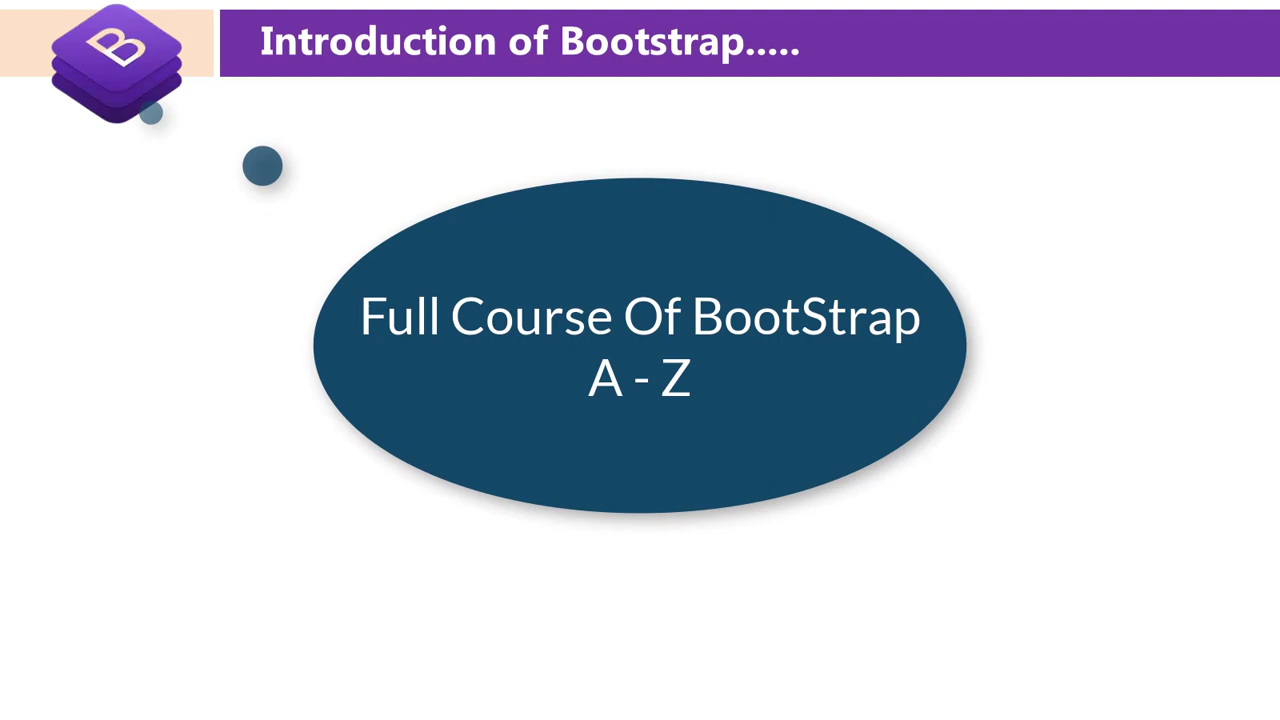 B
Introduction of Bootstrap.....
Full Course Of BootStrap
A - Z